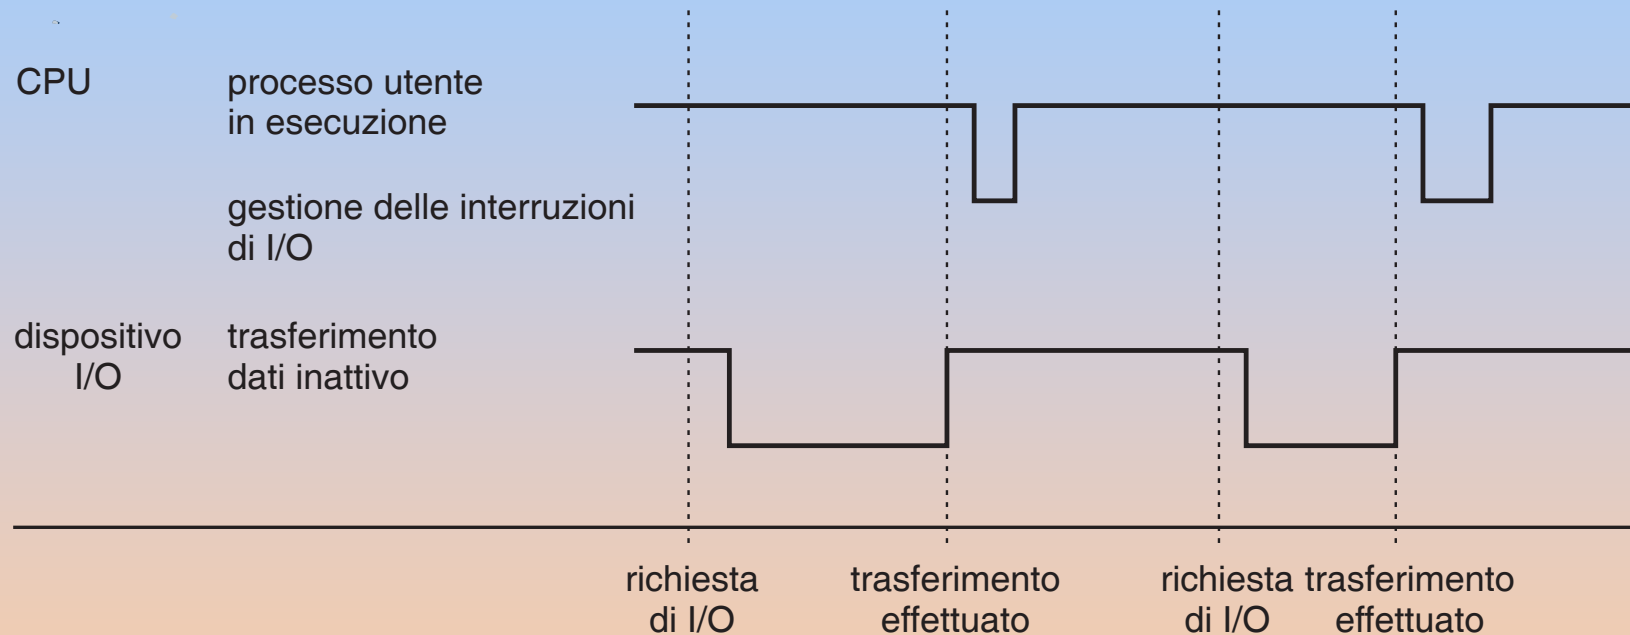 CPU
processo utente
in esecuzione
gestione delle interruzioni
di I/O
dispositivo
I/O
trasferimento
dati inattivo
richiesta
di I/O
trasferimento
effettuato
richiesta
di I/O
trasferimento
effettuato